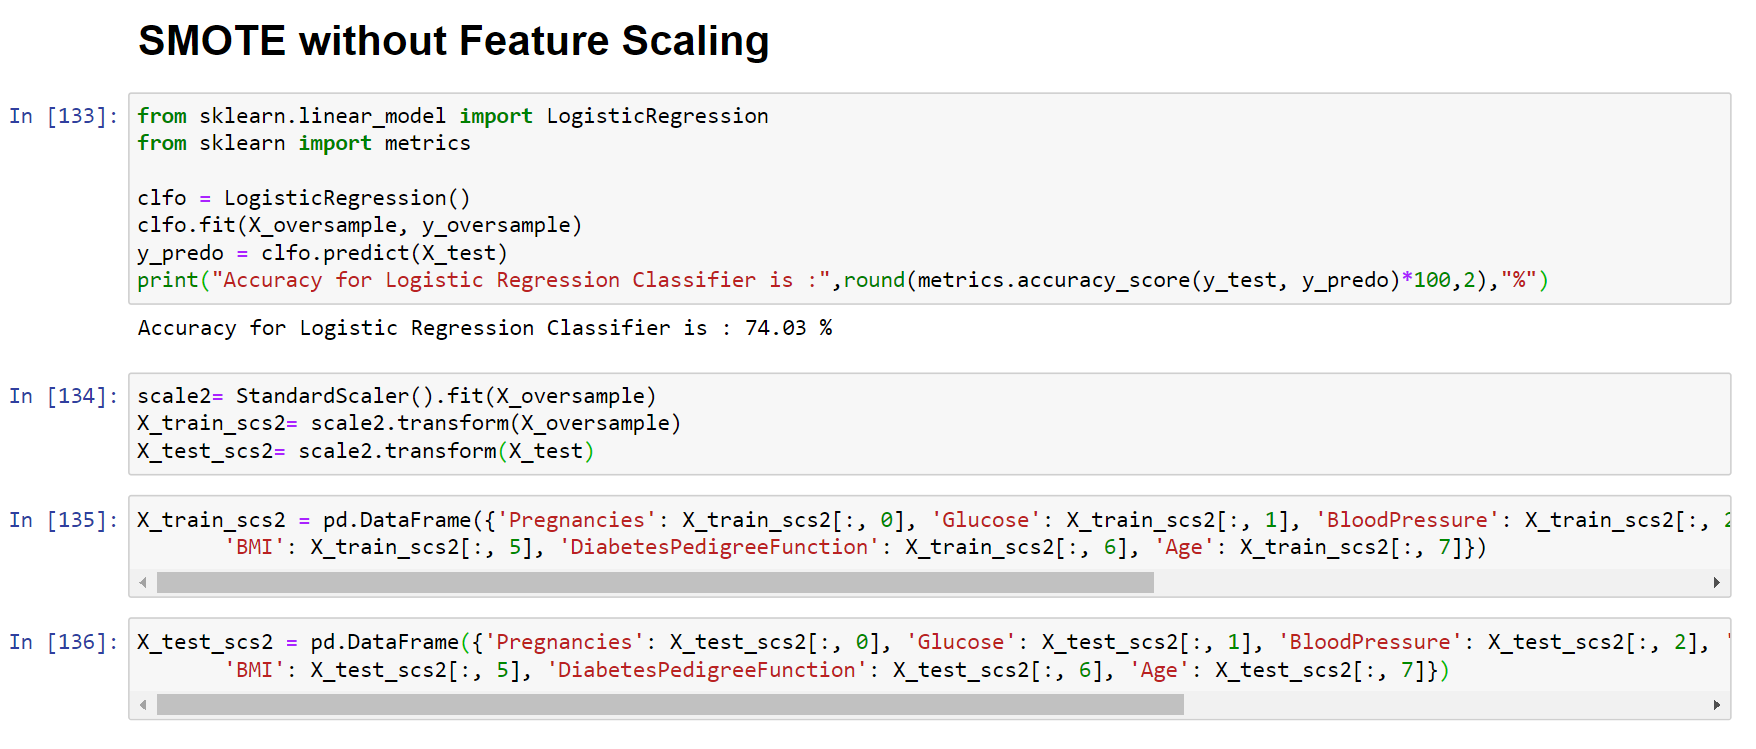 SMOTE without Feature Scaling
In [133]: from sklearn.linear_model import LogisticRegression
from sklearn import metrics
clfo = LogisticRegression()
clfo.fit(X_oversample, y_oversample)
y_predo = clfo.predict(X_test)
print("Accuracy for Logistic Regression Classifier is :",round(metrics.accuracy_score(y_test, y_predo)*100,2),"%")
Accuracy for Logistic Regression Classifier is : 74.03 %
In [134]: scale2= StandardScaler().fit(X_oversample)
X_train_scs2= scale2.transform(X_oversample)
X_test_scs2= scale2.transform(X_test)
In [135]: X_train_scs2 = pd.DataFrame({'Pregnancies': X_train_scs2[:, 0], 'Glucose': X_train_scs2[:, 1], 'BloodPressure': X_train_scs2[:, 2
'BMI': X_train_scs2[:, 5], 'DiabetesPedigreeFunction': X_train_scs2[:, 6], 'Age': X_train_scs2[:, 7]})
In [136]: X_test_scs2 = pd.DataFrame({'Pregnancies': X_test_scs2[:, 0], 'Glucose': X_test_scs2[:, 1], 'BloodPressure': X_test_scs2[:, 2], '
'BMI': X_test_scs2[:, 5], 'DiabetesPedigreeFunction': X_test_scs2[:, 6], 'Age': X_test_scs2[:, 7]})